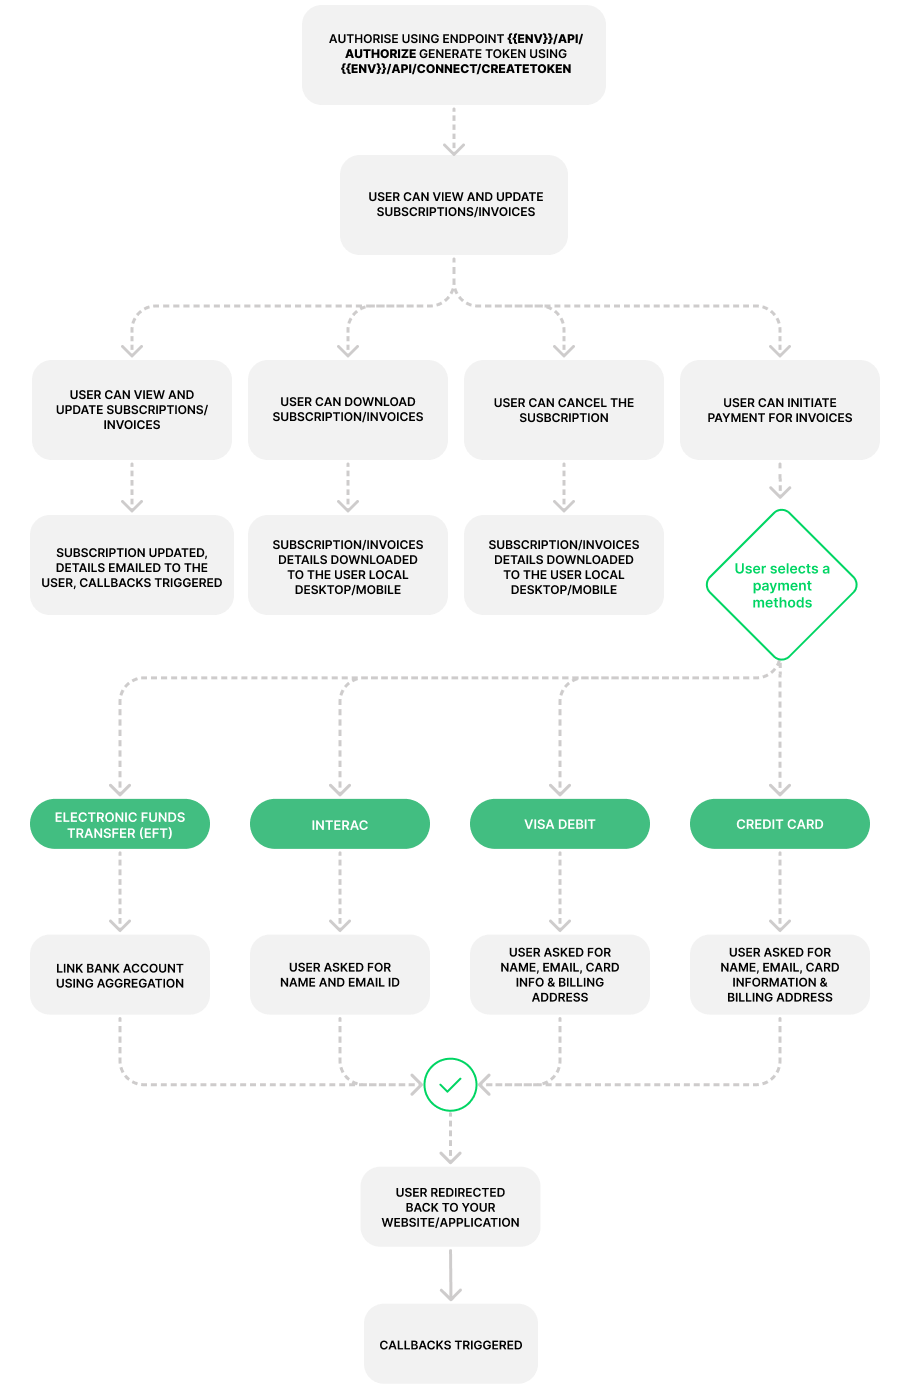 AUTHORISE USING ENDPOINT {{ENV}}/API/
AUTHORIZE GENERATE TOKEN USING
{{ENV}}/API/CONNECT/CREATETOKEN
USER CAN VIEW AND UPDATE
SUBSCRIPTIONS/INVOICES
USER CAN VIEW AND
UPDATE SUBSCRIPTIONS/
INVOICES
USER CAN DOWNLOAD
SUBSCRIPTION/INVOICES
USER CAN CANCEL THE
SUSBCRIPTION
USER CAN INITIATE
PAYMENT FOR INVOICES
SUBSCRIPTION UPDATED,
DETAILS EMAILED TO THE
USER, CALLBACKS TRIGGERED
SUBSCRIPTION/INVOICES
DETAILS DOWNLOADED
TO THE USER LOCAL
DESKTOP/MOBILE
SUBSCRIPTION/INVOICES
DETAILS DOWNLOADED
TO THE USER LOCAL
DESKTOP/MOBILE
User selects a
payment
methods
ELECTRONIC FUNDS
TRANSFER (EFT)
INTERAC
VISA DEBIT
CREDIT CARD
LINK BANK ACCOUNT
USING AGGREGATION
USER ASKED FOR
NAME AND EMAIL ID
USER ASKED FOR
NAME, EMAIL, CARD
INFO & BILLING
ADDRESS
USER ASKED FOR
NAME, EMAIL, CARD
INFORMATION &
BILLING ADDRESS
USER REDIRECTED
BACK TO YOUR
WEBSITE/APPLICATION
CALLBACKS TRIGGERED